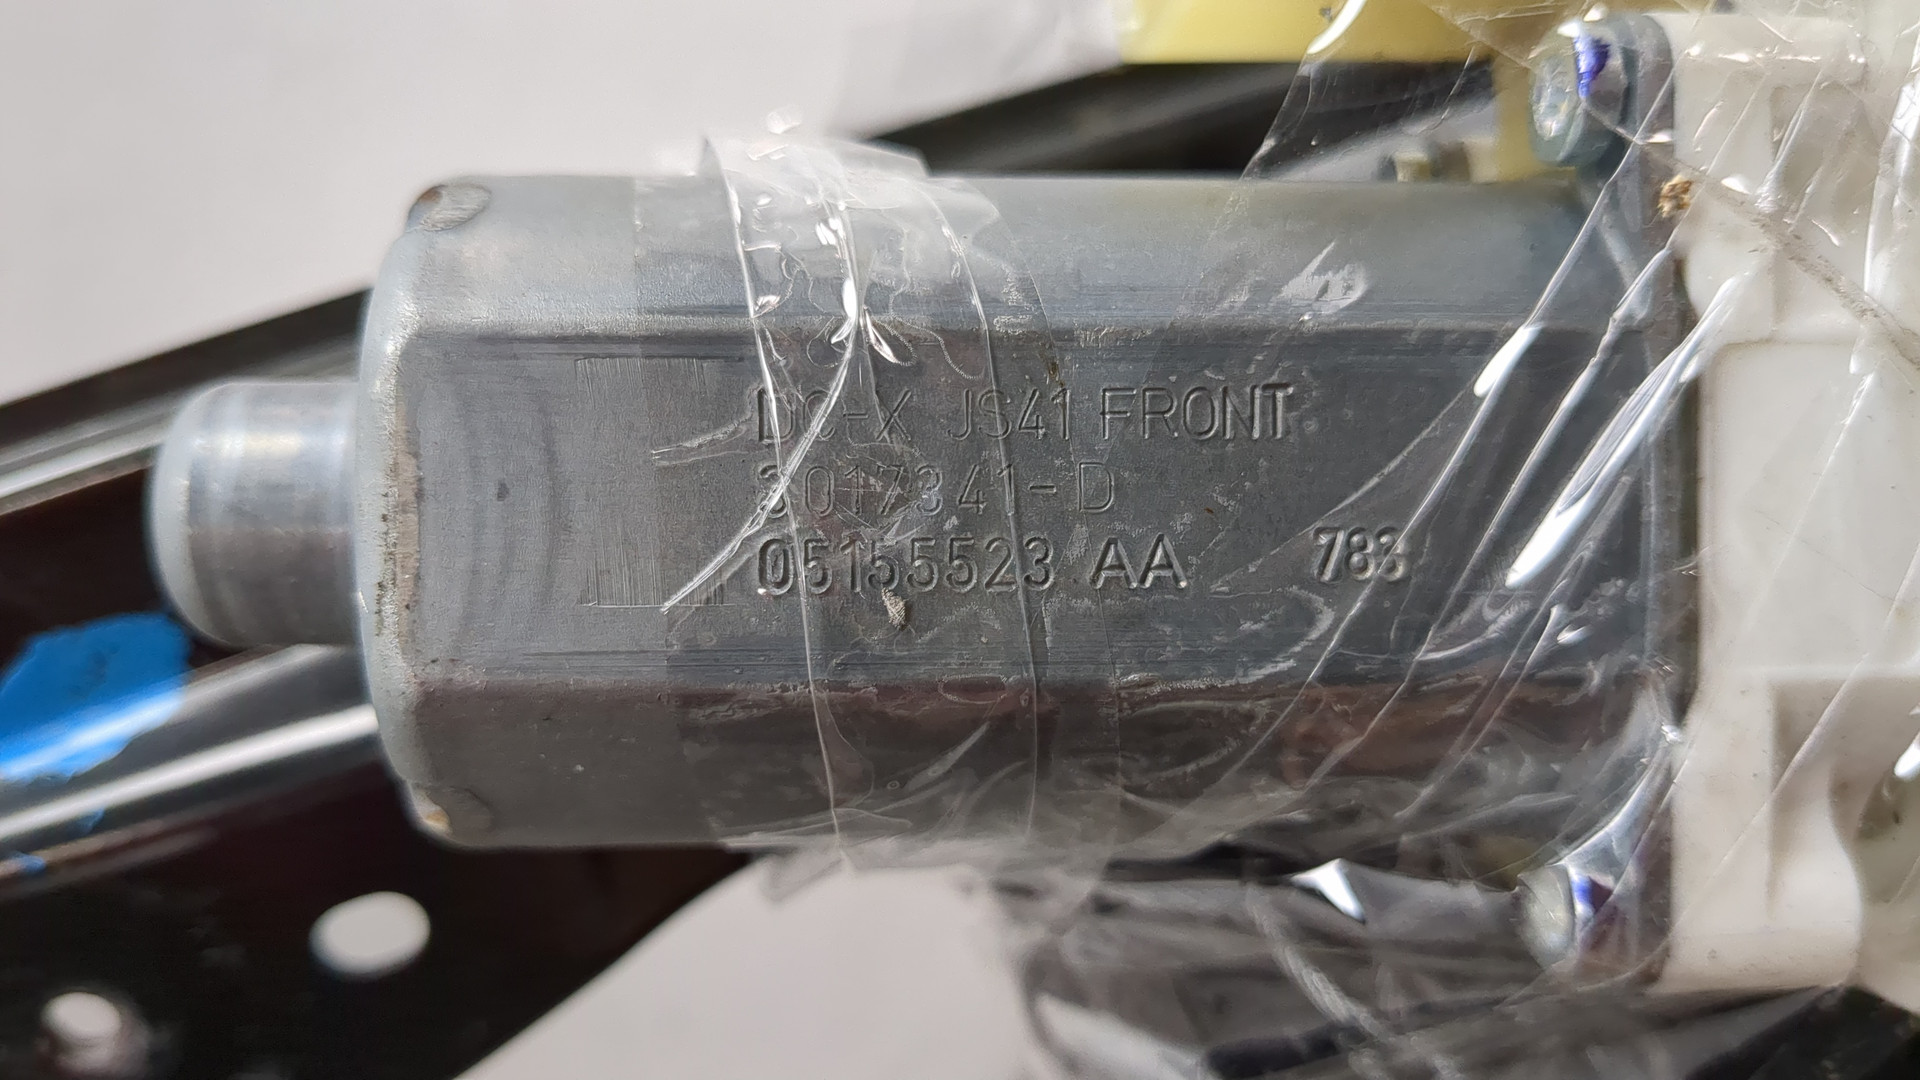 DC-X JS41 FRONT
3017341-D
05155523 AA 783